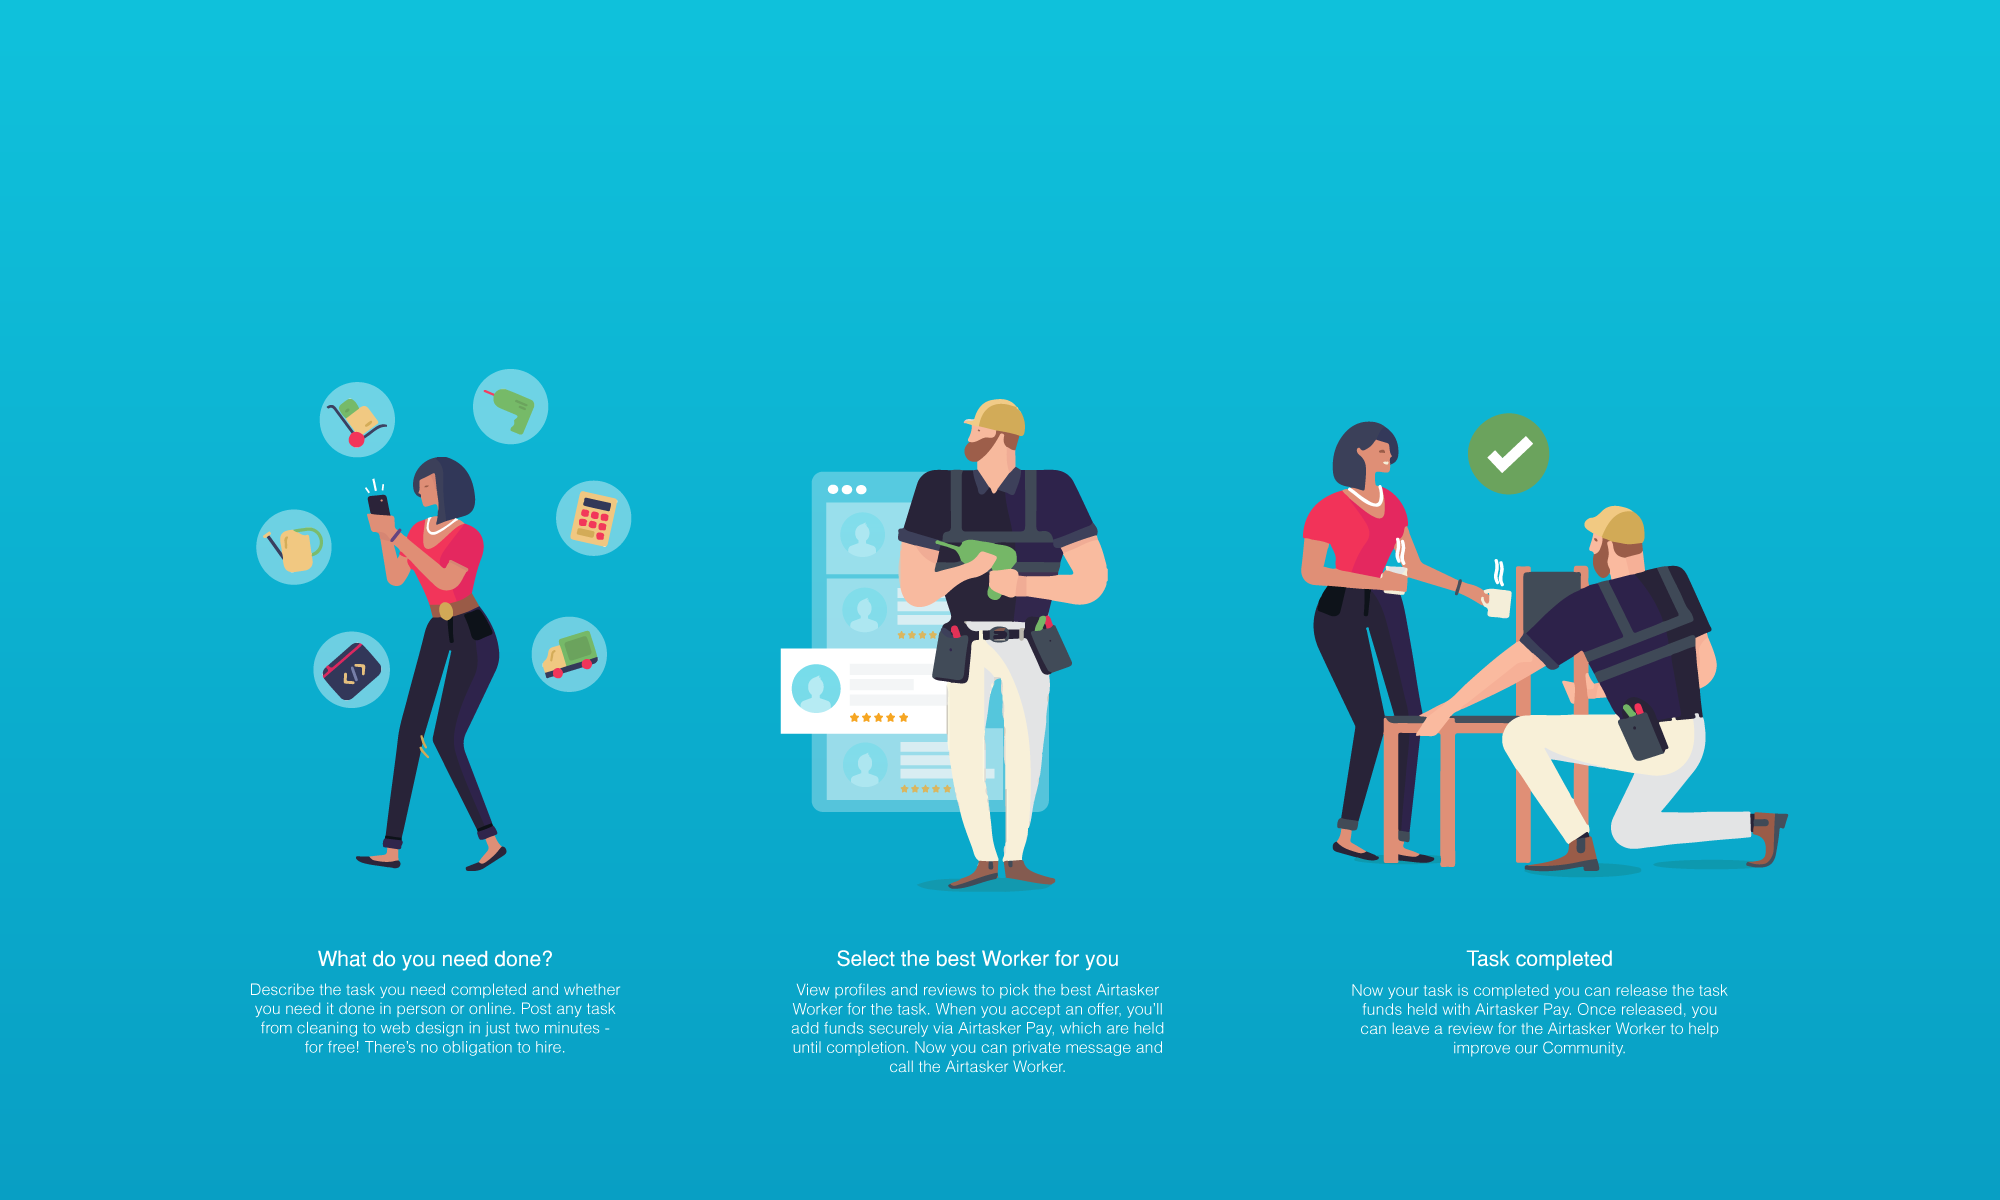 What do you need done?
Describe the task you need completed and whether
you need it done in person or online. Post any task
from cleaning to web design in just two minutes -
for free! There's no obligation to hire.
Select the best Worker for you
View profiles and reviews to pick the best Airtasker
Worker for the task. When you accept an offer, you'll
add funds securely via Airtasker Pay, which are held
until completion. Now you can private message and
call the Airtasker Worker.
Task completed
Now your task is completed you can release the task
funds held with Airtasker Pay. Once released, you
can leave a review for the Airtasker Worker to help
improve our Community.